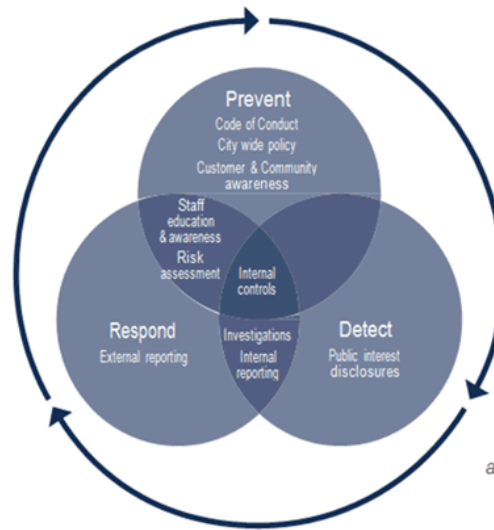 Prevent
Code of Conduct
City wide policy
Customer & Community
awareness
Staff
education
& awareness
Risk
assessment
Internal
controls
Respond
External reporting
Investigations
Internal
reporting
Detect
Public interest
disclosures
a